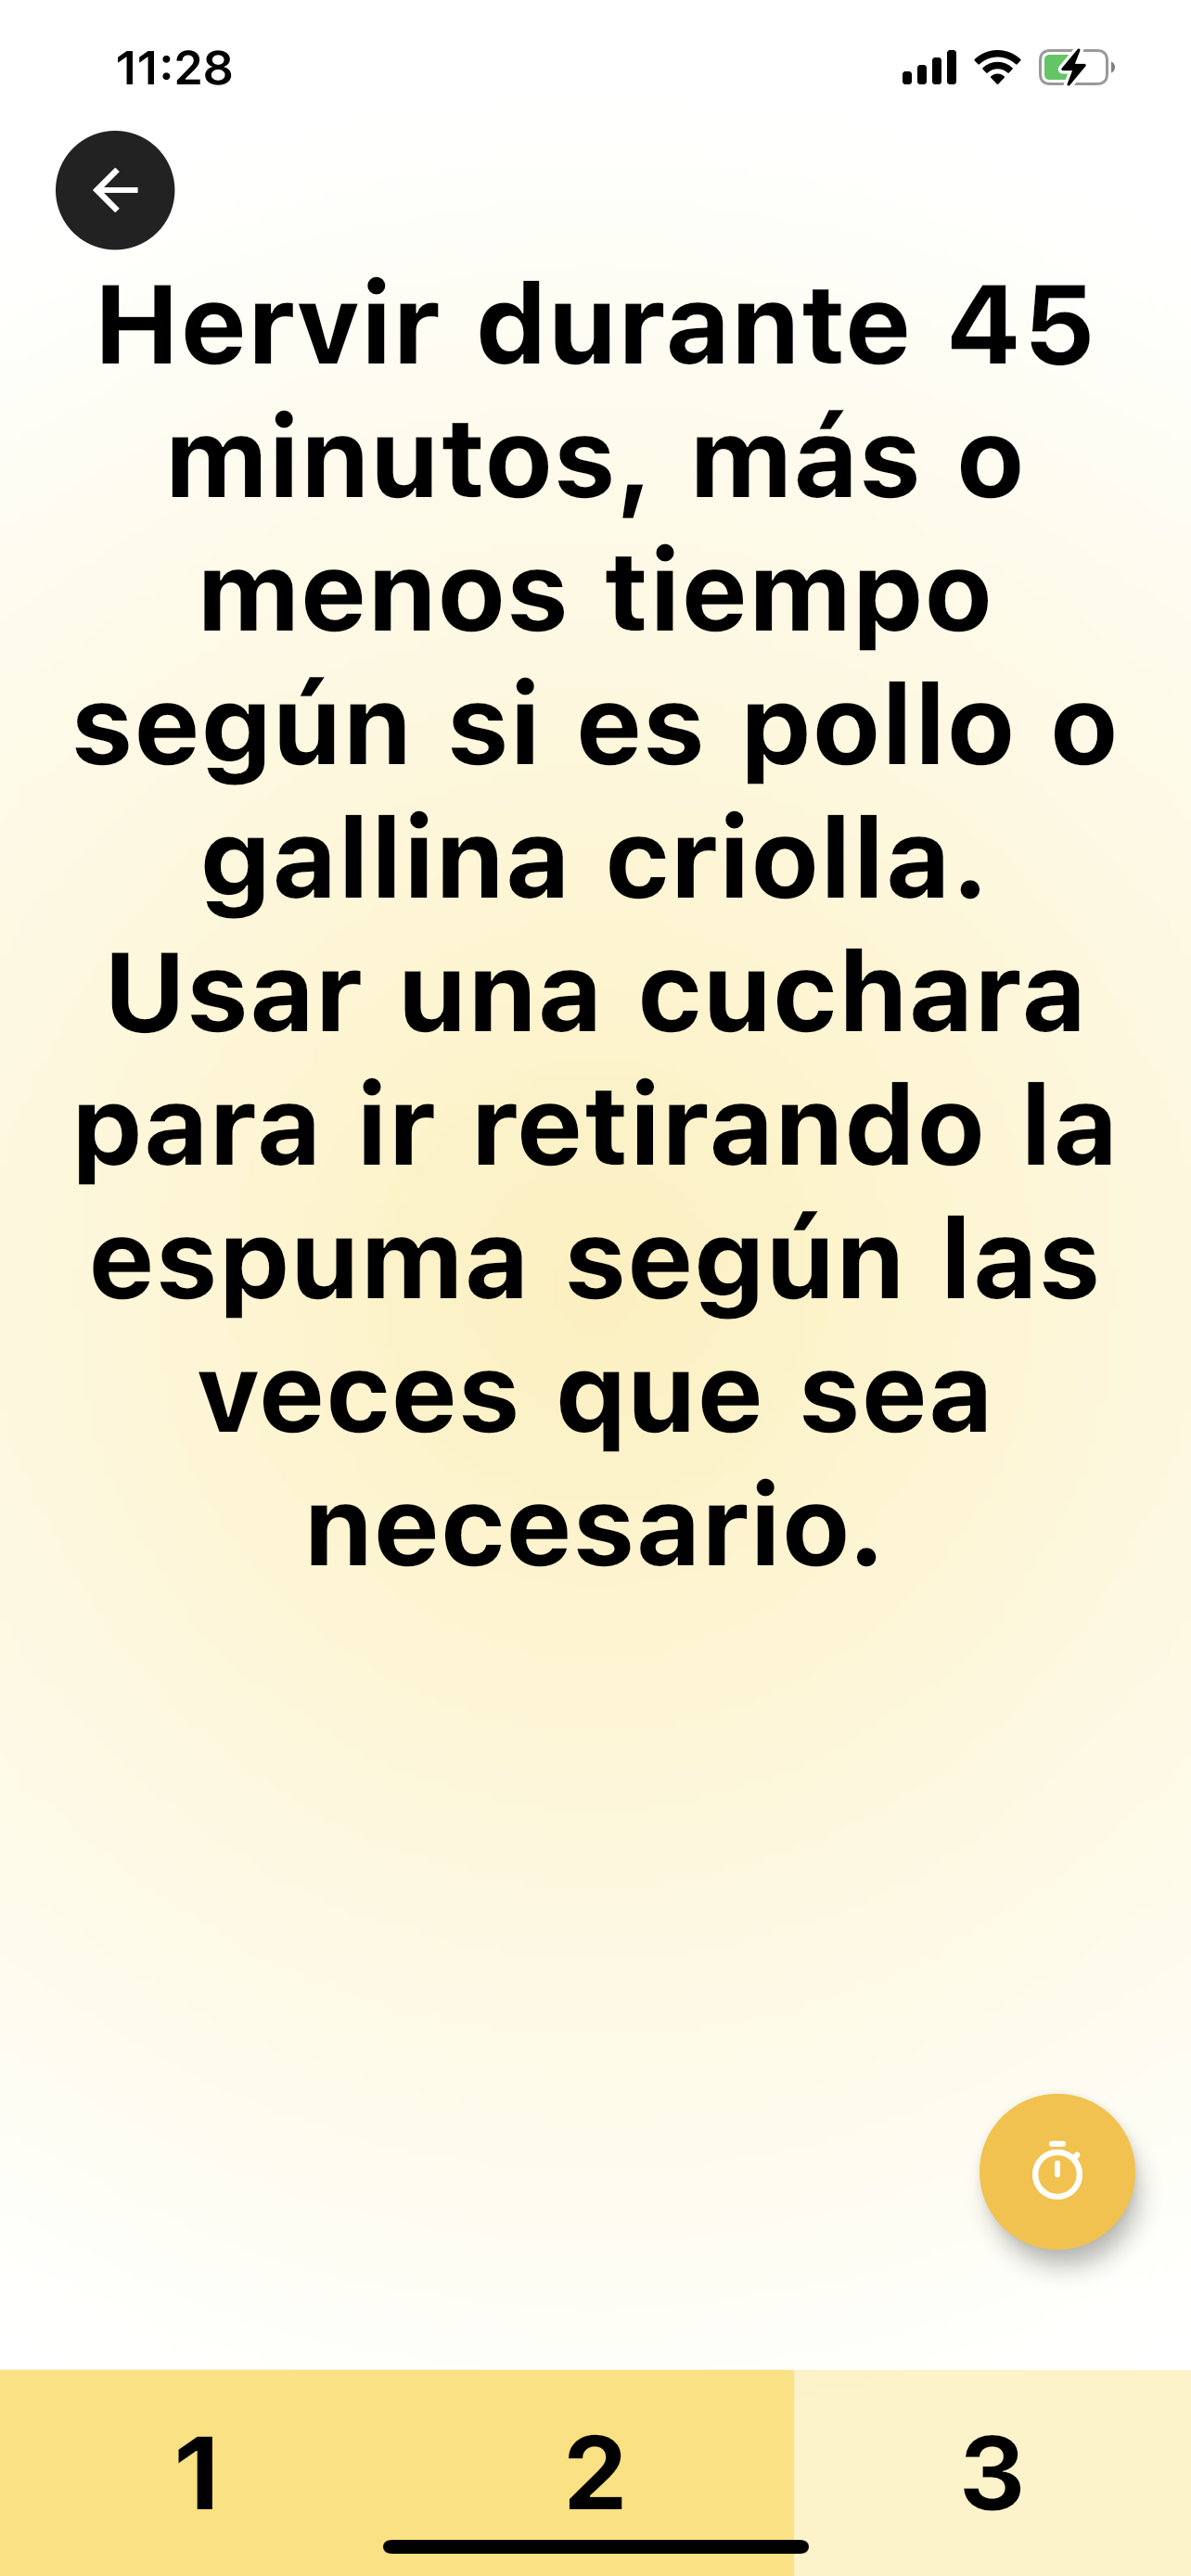 11:28
Hervir durante 45
minutos, más o
menos tiempo
según si es pollo o
gallina criolla.
Usar una cuchara
para ir retirando la
espuma según las
veces que sea
necesario.
1 2 3